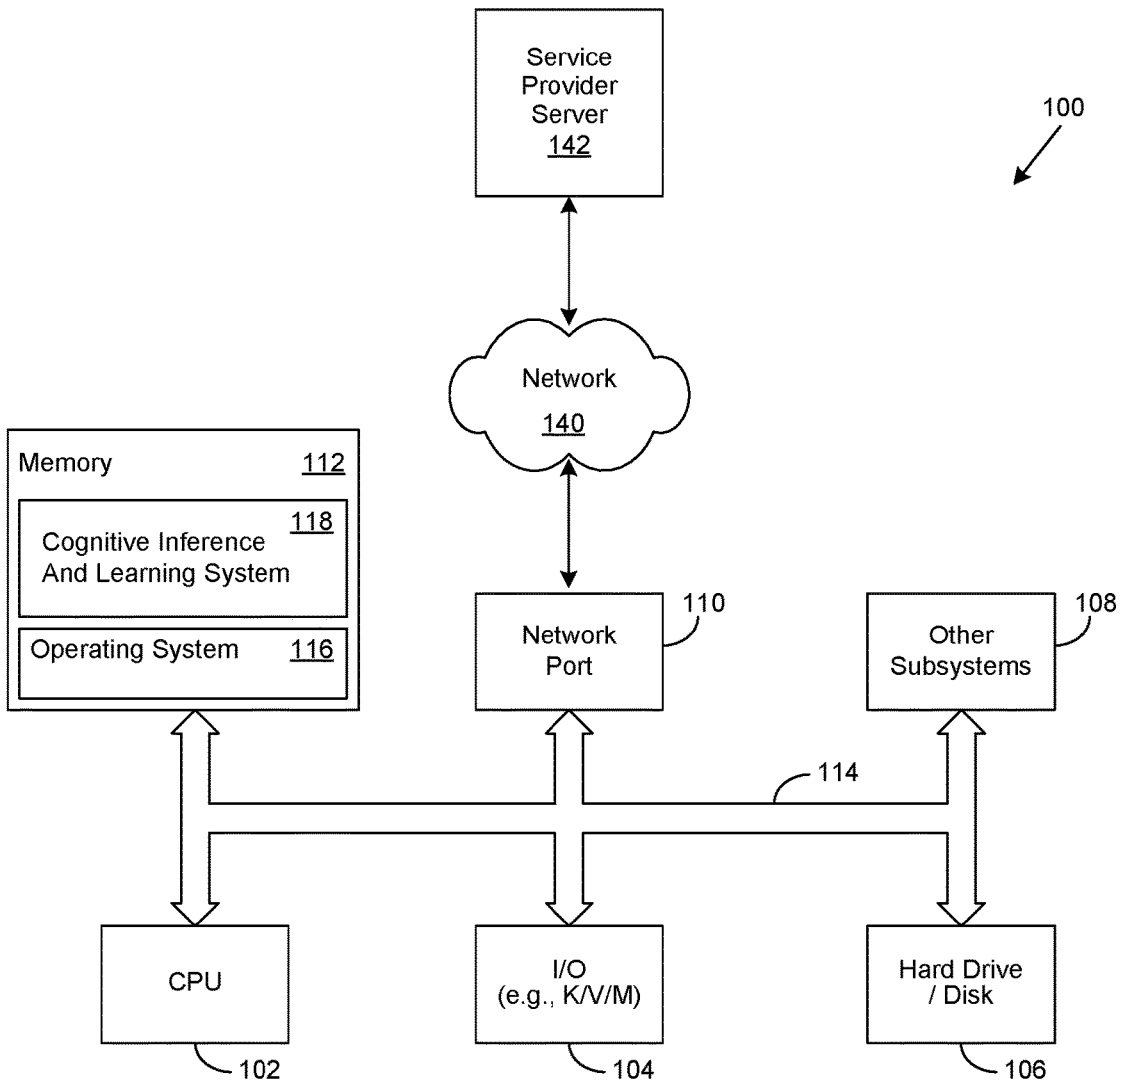 Service
Provider
Server
142
100
Network
140
Memory 112
118
Cognitive Inference
And Learning System
Operating System 116
Network
Port
110
Other
Subsystems
108
114
CPU
102
I/O
(e.g., K/V/M)
104
Hard Drive
/ Disk
106